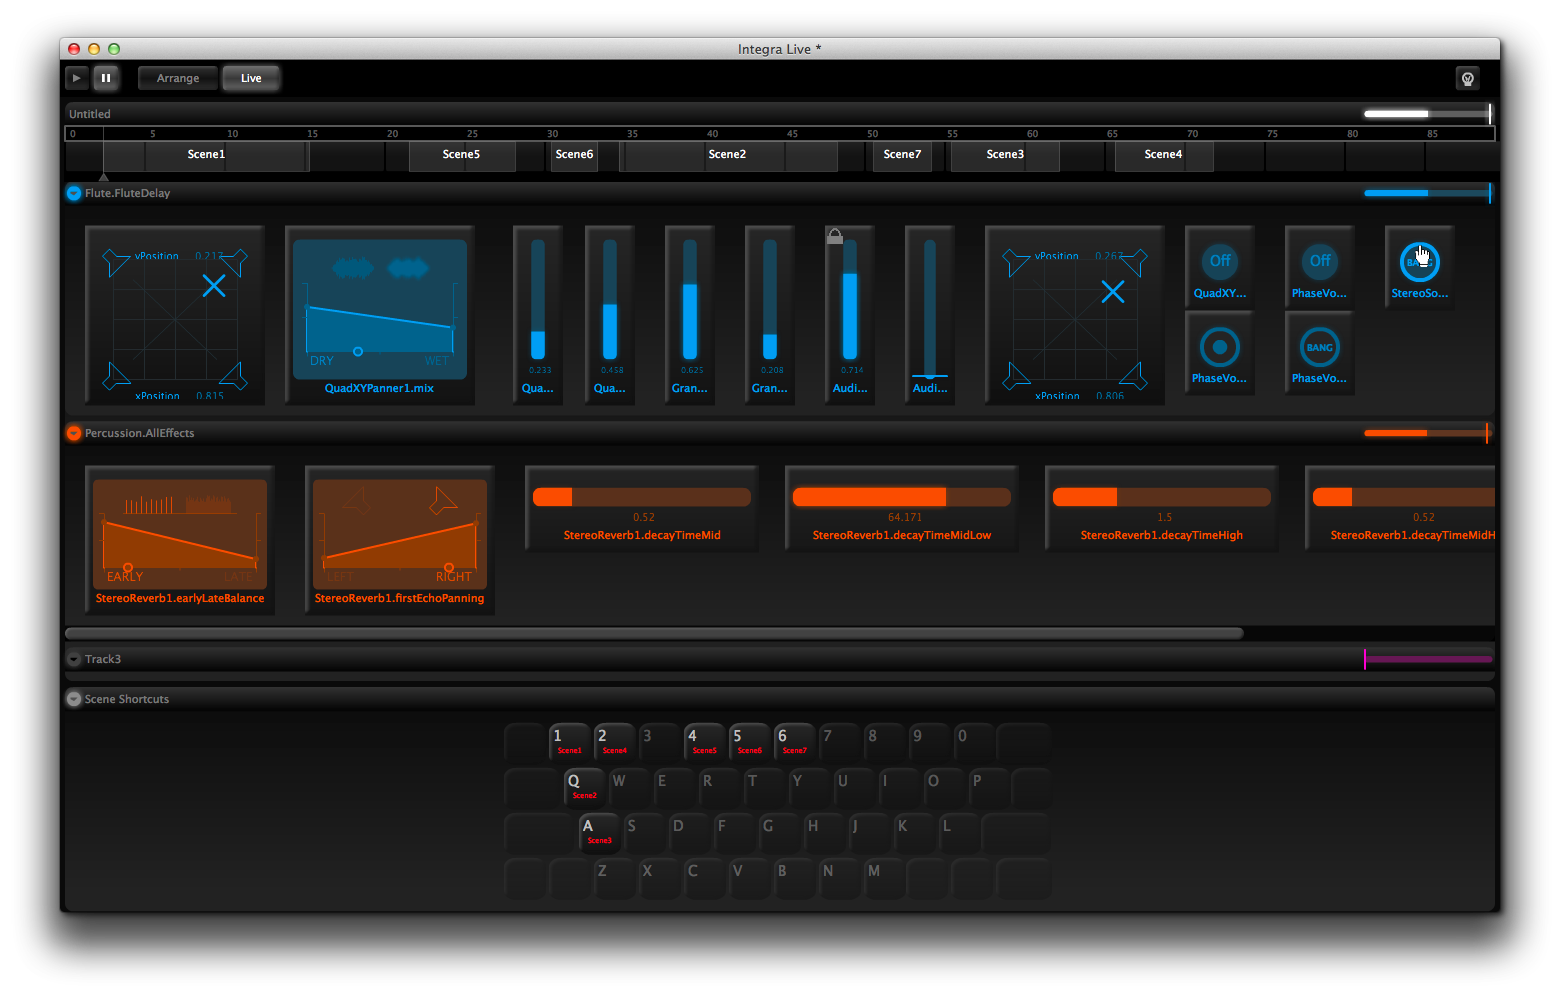 Integra Live *
Arrange Live
Untitled
0 5 10 15 20 25 30 35 40 45 50 55 60 65 70 75 80 85
Scene1 Scene5 Scene6 Scene2 Scene7 Scene3 Scene4
Flute.FluteDelay
yPosition 0.217
xPosition 0.815
DRY WET
QuadXYPanner1.mix
0.233
Qua...
0.458
Qua...
0.625
Gran...
0.208
Gran...
0.714
Audi...
Audi...
yPosition 0.267
xPosition 0.806
Off
QuadXY...
Off
PhaseVo...
BANG
StereoSo...
PhaseVo...
BANG
PhaseVo...
Percussion.AllEffects
EARLY LATE
StereoReverb1.earlyLateBalance
LEFT RIGHT
StereoReverb1.firstEchoPanning
0.52
StereoReverb1.decayTimeMid
64.171
StereoReverb1.decayTimeMidLow
1.5
StereoReverb1.decayTimeHigh
0.52
StereoReverb1.decayTimeMidH
Track3
Scene Shortcuts
1 2 3 4 5 6 7 8 9 0
Scene1 Scene4 Scene5 Scene6 Scene7
Q W E R T Y U I O P
Scene2
A S D F G H J K L
Scene3
Z X C V B N M